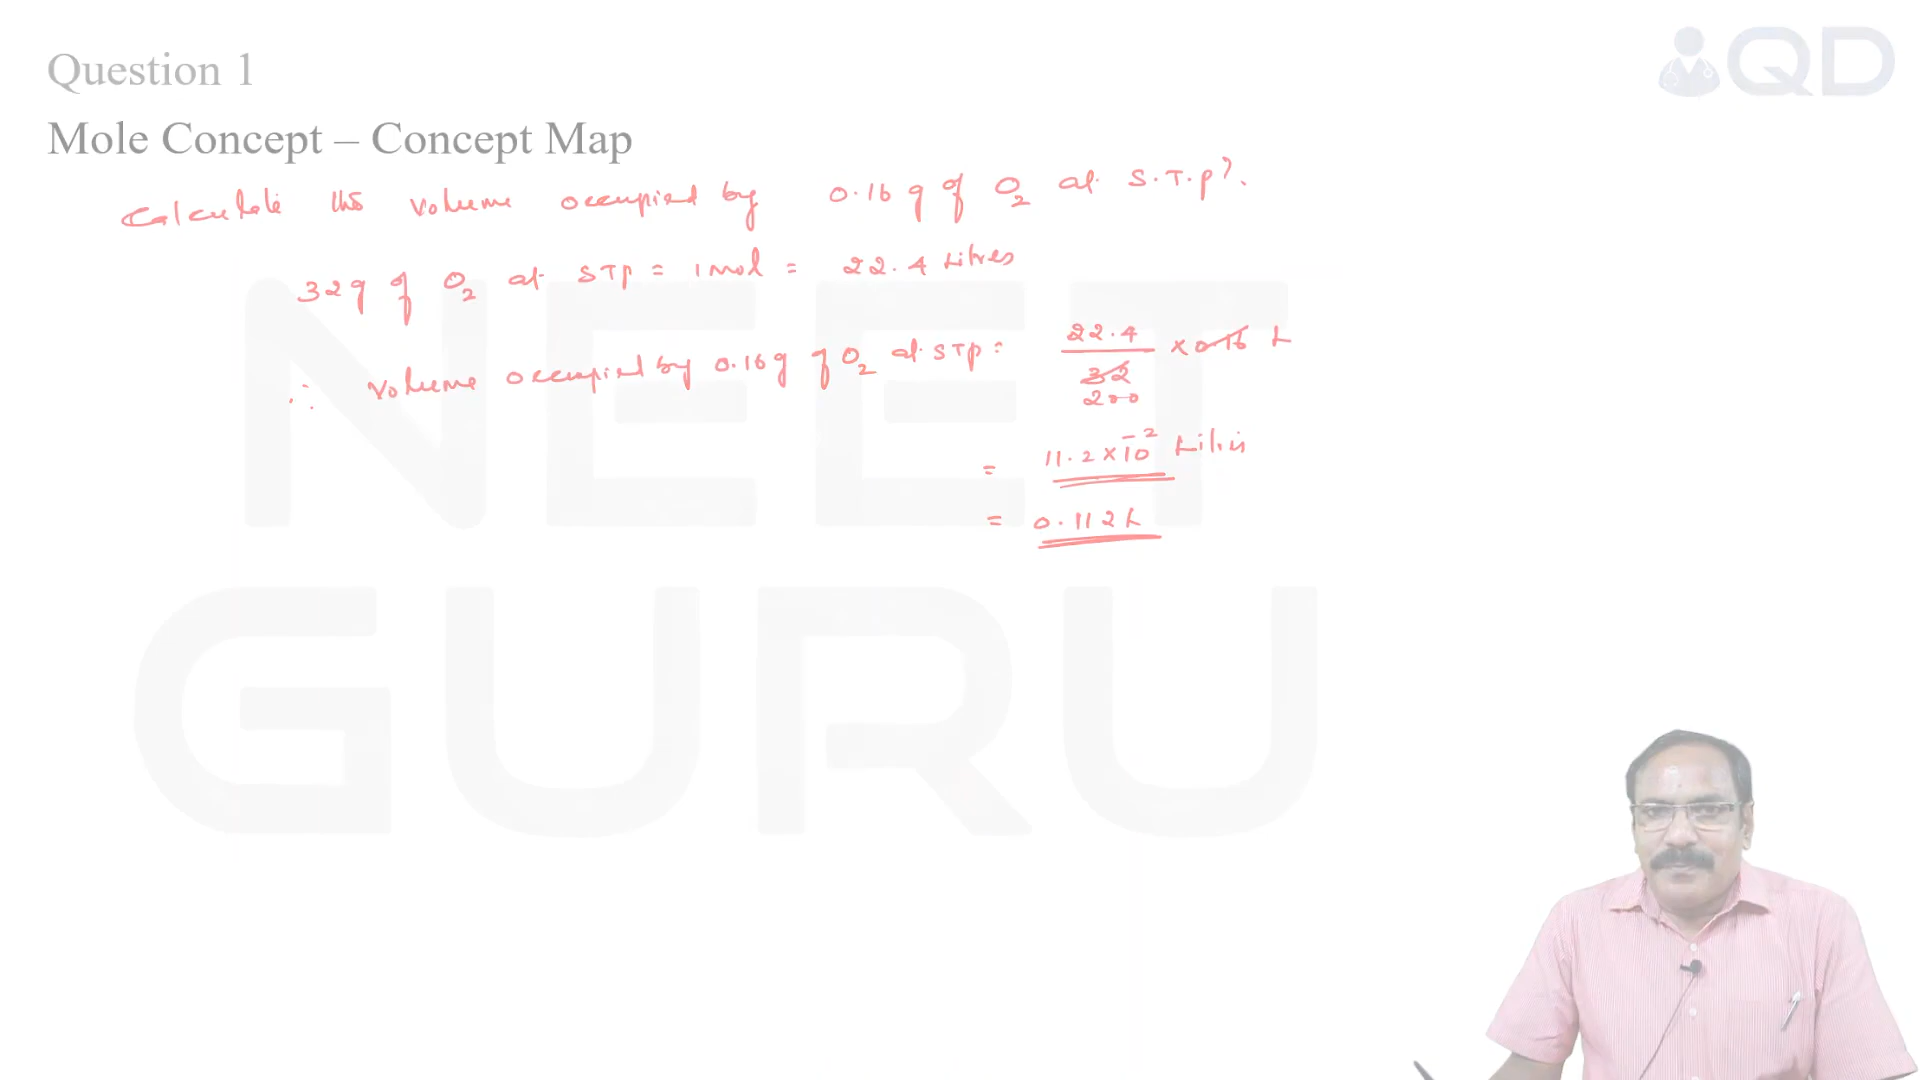 Question 1
QD
Mole Concept – Concept Map
Calculate the volume occupied by 0.16 g of O2 at S.T.P?.
32g of O2 at STP = 1 mol = 22.4 Litres
∴ Volume occupied by 0.16g of O2 at STP = 22.4/32 × 0.16 L
200
= 11.2 × 10^-2 Litres
= 0.112 L
NEET
GURU